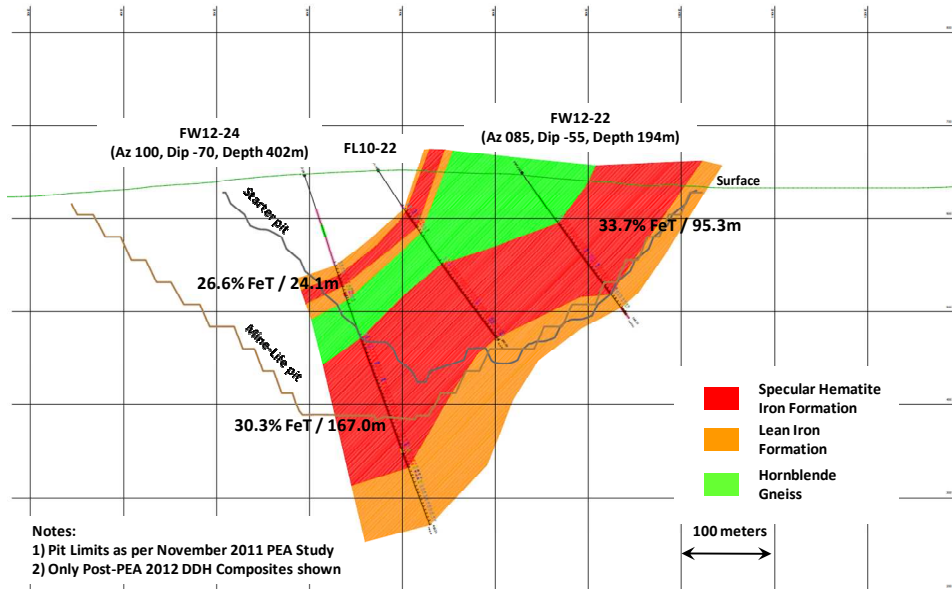 FW12-24
(Az 100, Dip -70, Depth 402m)
FL10-22
FW12-22
(Az 085, Dip -55, Depth 194m)
Surface
Starter pit
33.7% FeT / 95.3m
26.6% FeT / 24.1m
Mine-Life pit
30.3% FeT / 167.0m
Specular Hematite
Iron Formation
Lean Iron
Formation
Hornblende
Gneiss
100 meters
Notes:
1) Pit Limits as per November 2011 PEA Study
2) Only Post-PEA 2012 DDH Composites shown